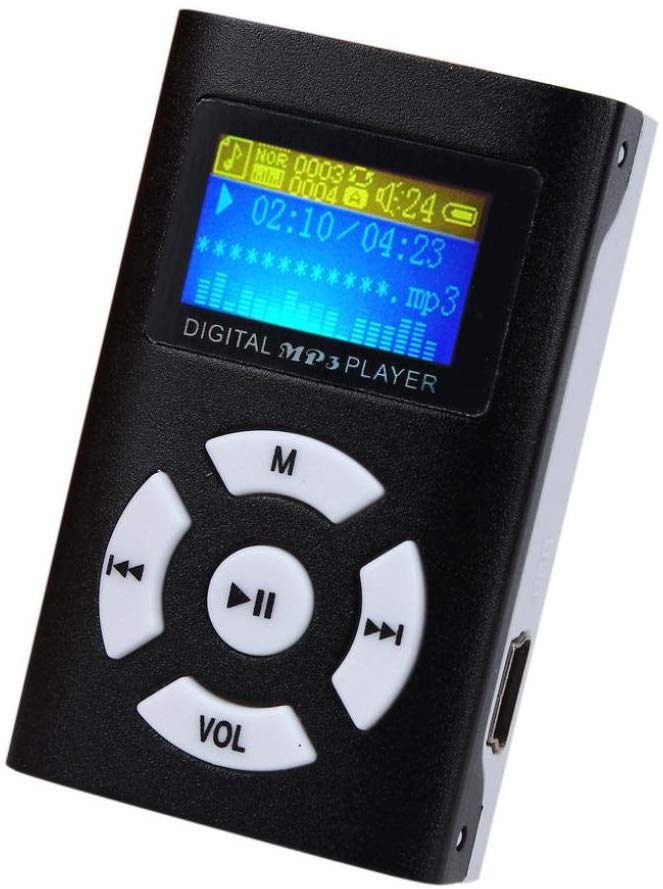 NOR 0003 24
0004 A
02:10/04:23
************.mp3
DIGITAL MP3 PLAYER
M
VOL